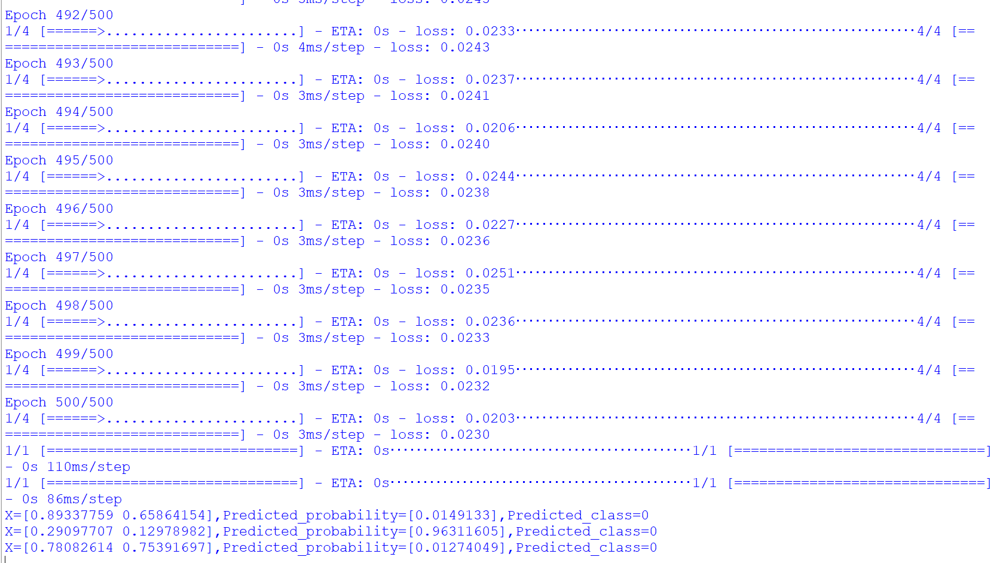 ] - 0s 3ms/step - loss: 0.0245
Epoch 492/500
1/4 [======>.......................] - ETA: 0s - loss: 0.0233································································4/4 [==
============================] - 0s 4ms/step - loss: 0.0243
Epoch 493/500
1/4 [======>.......................] - ETA: 0s - loss: 0.0237································································4/4 [==
============================] - 0s 3ms/step - loss: 0.0241
Epoch 494/500
1/4 [======>.......................] - ETA: 0s - loss: 0.0206································································4/4 [==
============================] - 0s 3ms/step - loss: 0.0240
Epoch 495/500
1/4 [======>.......................] - ETA: 0s - loss: 0.0244································································4/4 [==
============================] - 0s 3ms/step - loss: 0.0238
Epoch 496/500
1/4 [======>.......................] - ETA: 0s - loss: 0.0227································································4/4 [==
============================] - 0s 3ms/step - loss: 0.0236
Epoch 497/500
1/4 [======>.......................] - ETA: 0s - loss: 0.0251································································4/4 [==
============================] - 0s 3ms/step - loss: 0.0235
Epoch 498/500
1/4 [======>.......................] - ETA: 0s - loss: 0.0236································································4/4 [==
============================] - 0s 3ms/step - loss: 0.0233
Epoch 499/500
1/4 [======>.......................] - ETA: 0s - loss: 0.0195································································4/4 [==
============================] - 0s 3ms/step - loss: 0.0232
Epoch 500/500
1/4 [======>.......................] - ETA: 0s - loss: 0.0203································································4/4 [==
============================] - 0s 3ms/step - loss: 0.0230
1/1 [==============================] - ETA: 0s················································1/1 [==============================]
- 0s 110ms/step
1/1 [==============================] - ETA: 0s················································1/1 [==============================]
- 0s 86ms/step
X=[0.89337759 0.65864154],Predicted_probability=[0.0149133],Predicted_class=0
X=[0.29097707 0.12978982],Predicted_probability=[0.96311605],Predicted_class=0
X=[0.78082614 0.75391697],Predicted_probability=[0.01274049],Predicted_class=0